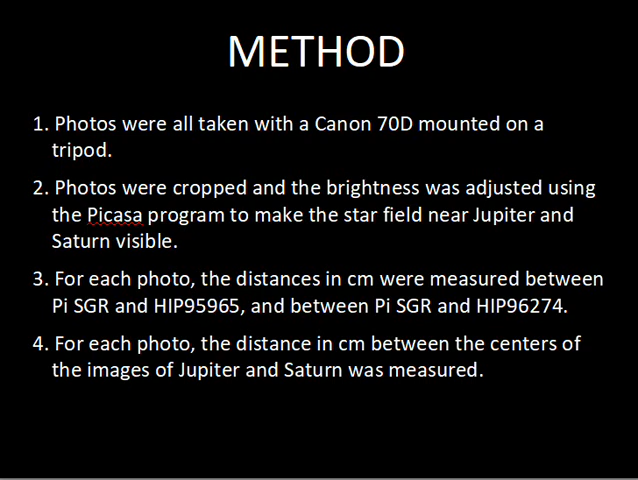 METHOD
1. Photos were all taken with a Canon 70D mounted on a
tripod.
2. Photos were cropped and the brightness was adjusted using
the Picasa program to make the star field near Jupiter and
Saturn visible.
3. For each photo, the distances in cm were measured between
Pi SGR and HIP95965, and between Pi SGR and HIP96274.
4. For each photo, the distance in cm between the centers of
the images of Jupiter and Saturn was measured.